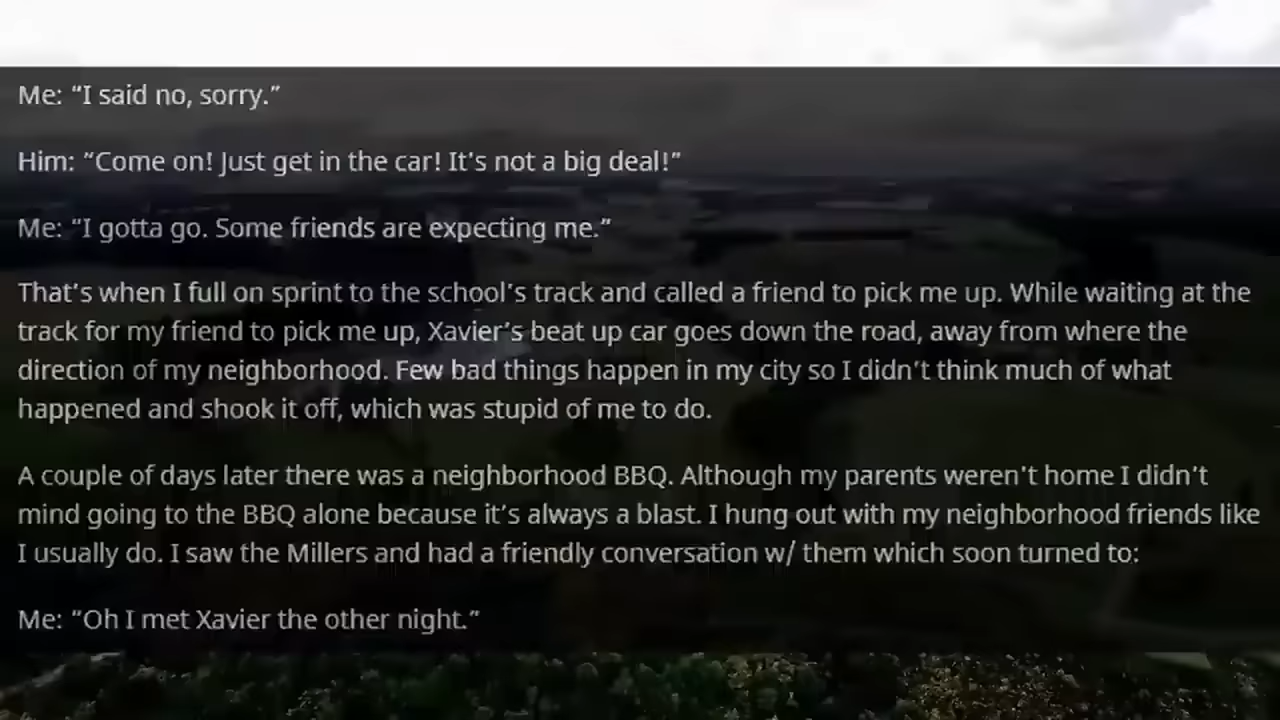 Me: “I said no, sorry.”
Him: “Come on! Just get in the car! It's not a big deal!”
Me: “I gotta go. Some friends are expecting me.”
That’s when I full on sprint to the school’s track and called a friend to pick me up. While waiting at the
track for my friend to pick me up, Xavier’s beat up car goes down the road, away from where the
direction of my neighborhood. Few bad things happen in my city so I didn’t think much of what
happened and shook it off, which was stupid of me to do.
A couple of days later there was a neighborhood BBQ. Although my parents weren't home I didn’t
mind going to the BBQ alone because it’s always a blast. I hung out with my neighborhood friends like
I usually do. I saw the Millers and had a friendly conversation w/ them which soon turned to:
Me: “Oh I met Xavier the other night.”